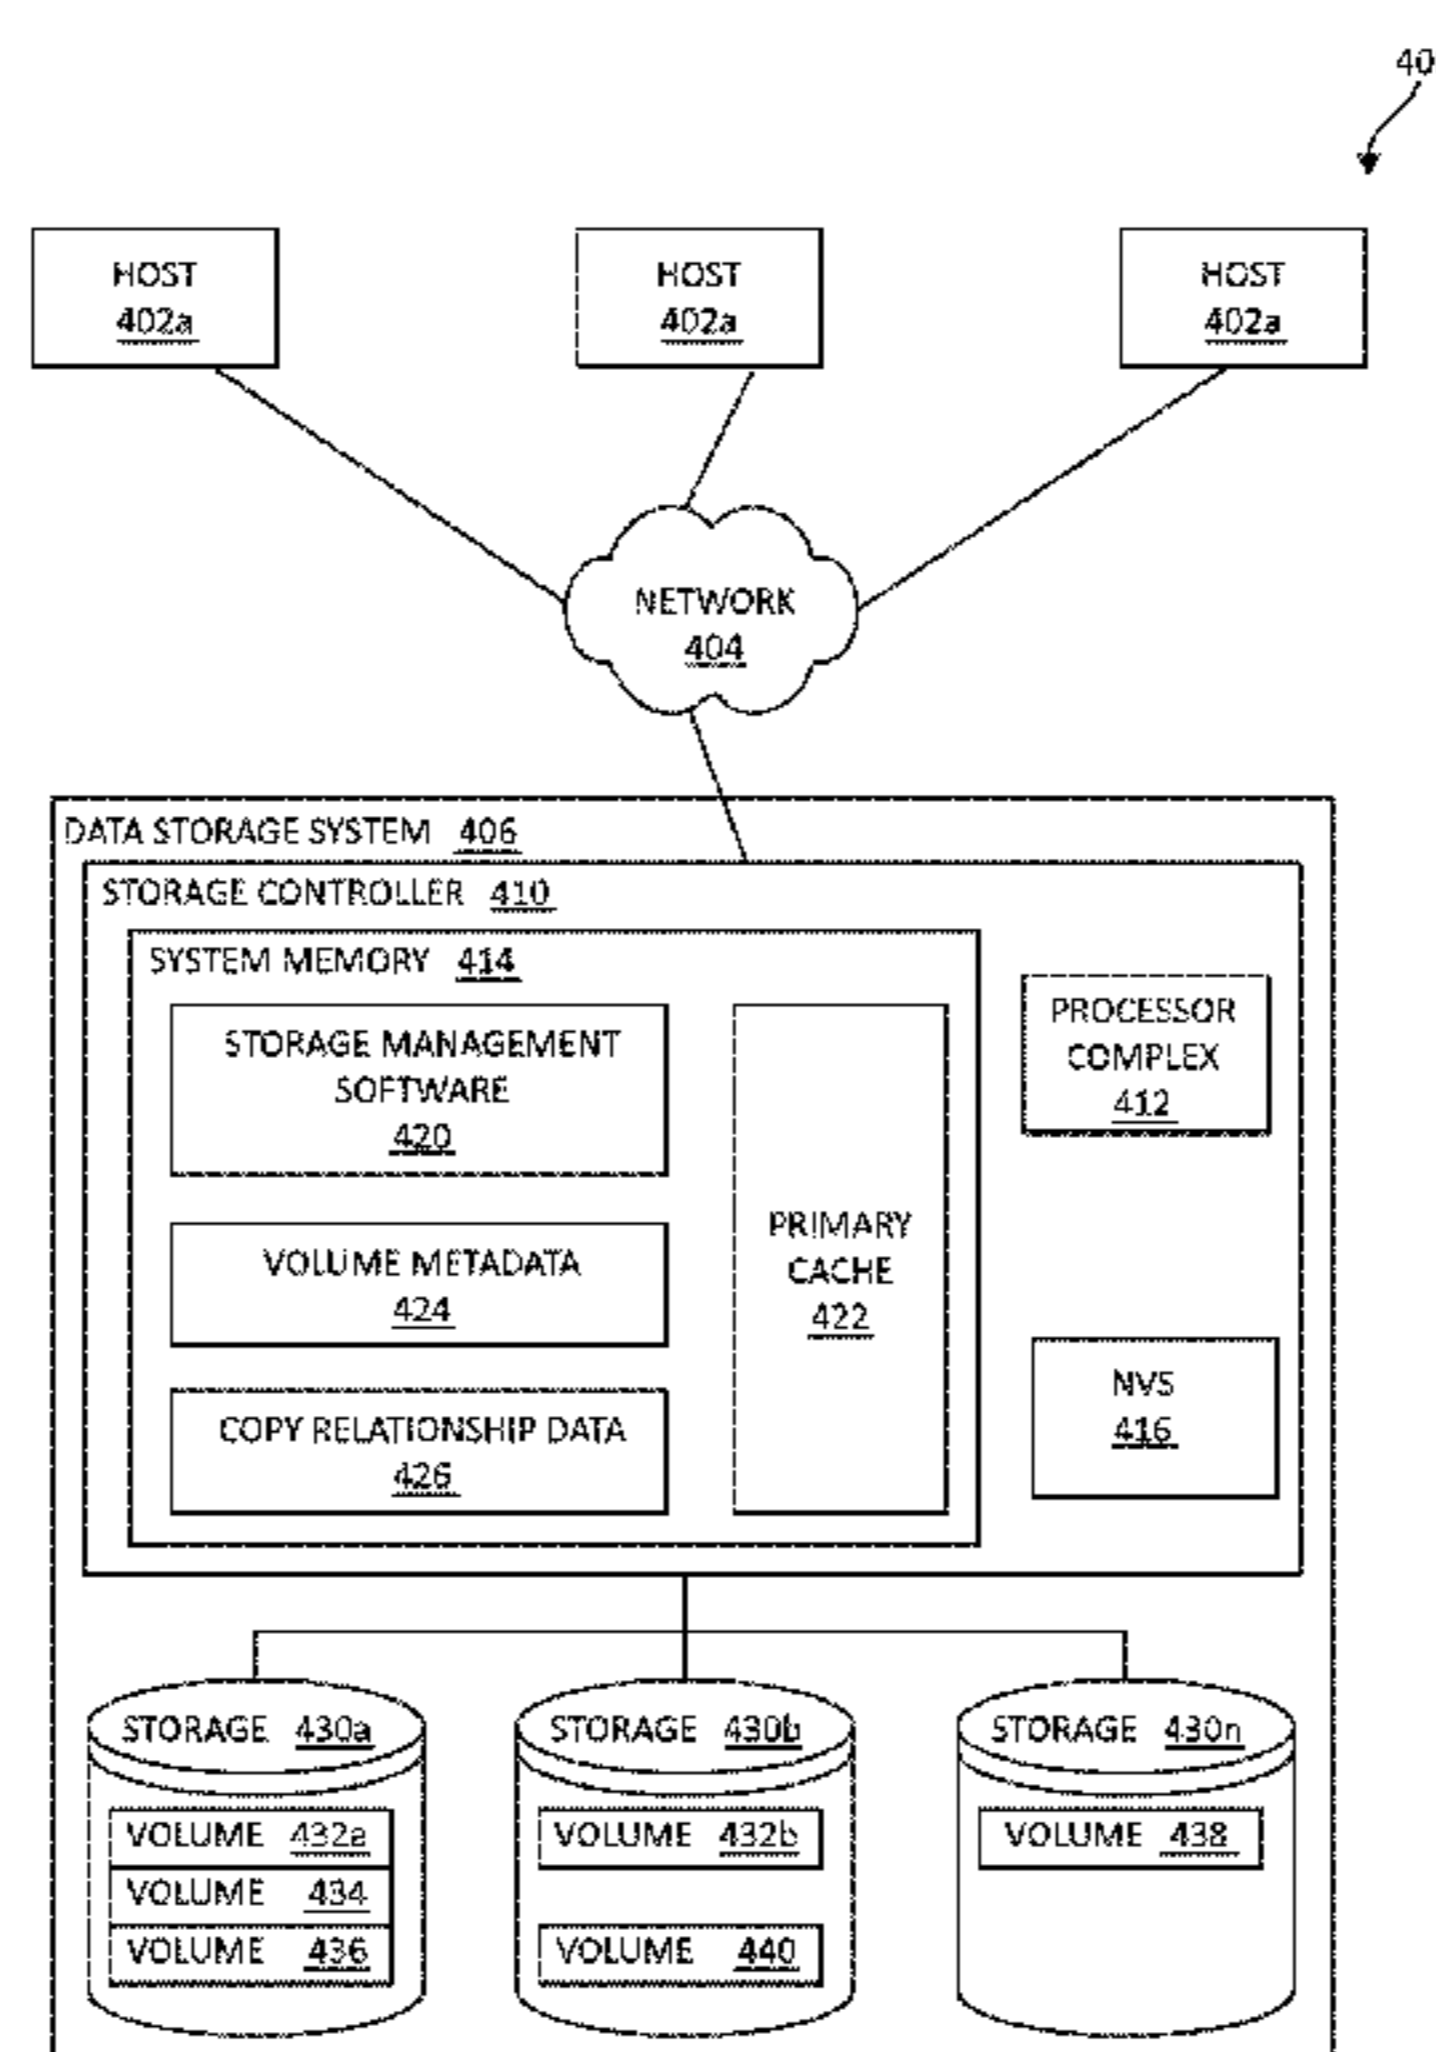 40
HOST
402a
HOST
402a
HOST
402a
NETWORK
404
DATA STORAGE SYSTEM 406
STORAGE CONTROLLER 410
SYSTEM MEMORY 414
STORAGE MANAGEMENT
SOFTWARE
420
VOLUME METADATA
424
COPY RELATIONSHIP DATA
426
PRIMARY
CACHE
422
PROCESSOR
COMPLEX
412
NVS
416
STORAGE 430a
VOLUME 432a
VOLUME 434
VOLUME 436
STORAGE 430b
VOLUME 432b
VOLUME 440
STORAGE 430n
VOLUME 438